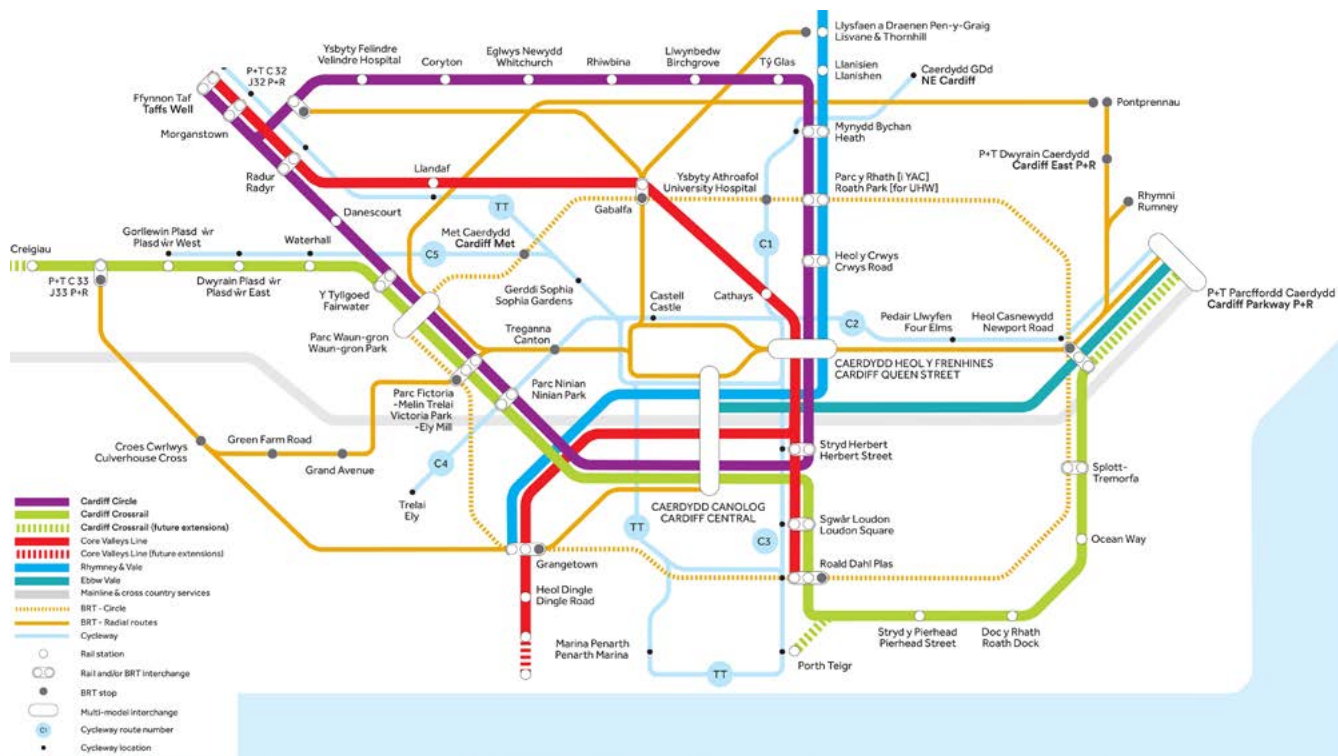 Llysfaen a Draenen Pen-y-Graig
Lisvane & Thornhill
Ysbyty Felindre
Velindre Hospital
Coryton
Eglwys Newydd
Whitchurch
Rhiwbina
Llwynbedw
Birchgrove
Tŷ Glas
Llanisien
Llanishen
Caerdydd GDd
NE Cardiff
P+T C 32
J32 P+R
Ffynnon Taf
Taffs Well
Morganstown
Pontprennau
Mynydd Bychan
Heath
P+T Dwyrain Caerdydd
Cardiff East P+R
Radur
Radyr
Llandaf
Ysbyty Athroafol
University Hospital
Parc y Rhath [i YAC]
Roath Park [for UHW]
Rhymni
Rumney
TT
Gabalfa
Danescourt
Met Caerdydd
Cardiff Met
Gorllewin Plasd ŵr
Plasd ŵr West
Waterhall
C5
C1
Creigiau
Heol y Crwys
Crwys Road
P+T C 33
J33 P+R
Dwyrain Plasd ŵr
Plasd ŵr East
Y Tyllgoed
Fairwater
Gerddi Sophia
Sophia Gardens
Castell
Castle
Cathays
P+T Parcffordd Caerdydd
Cardiff Parkway P+R
Parc Waun-gron
Waun-gron Park
Treganna
Canton
C2
Pedair Llwyfen
Four Elms
Heol Casnewydd
Newport Road
CAERDYDD HEOL Y FRENHINES
CARDIFF QUEEN STREET
Parc Fictoria
-Melin Trelai
Victoria Park
-Ely Mill
Parc Ninian
Ninian Park
Croes Cwrlwys
Culverhouse Cross
Green Farm Road
Grand Avenue
C4
Stryd Herbert
Herbert Street
Splott-
Tremorfa
Trelai
Ely
CAERDYDD CANOLOG
CARDIFF CENTRAL
TT
C3
Sgwâr Loudon
Loudon Square
Ocean Way
Grangetown
Roald Dahl Plas
Heol Dingle
Dingle Road
Marina Penarth
Penarth Marina
TT
Porth Teigr
Stryd y Pierhead
Pierhead Street
Doc y Rhath
Roath Dock
Cardiff Circle
Cardiff Crossrail
Cardiff Crossrail (future extensions)
Core Valleys Line
Core Valleys Line (future extensions)
Rhymney & Vale
Ebbw Vale
Mainline & cross country services
BRT - Circle
BRT - Radial routes
Cycleway
Rail station
Rail and/or BRT Interchange
BRT stop
Multi-model interchange
C1
Cycleway route number
Cycleway location